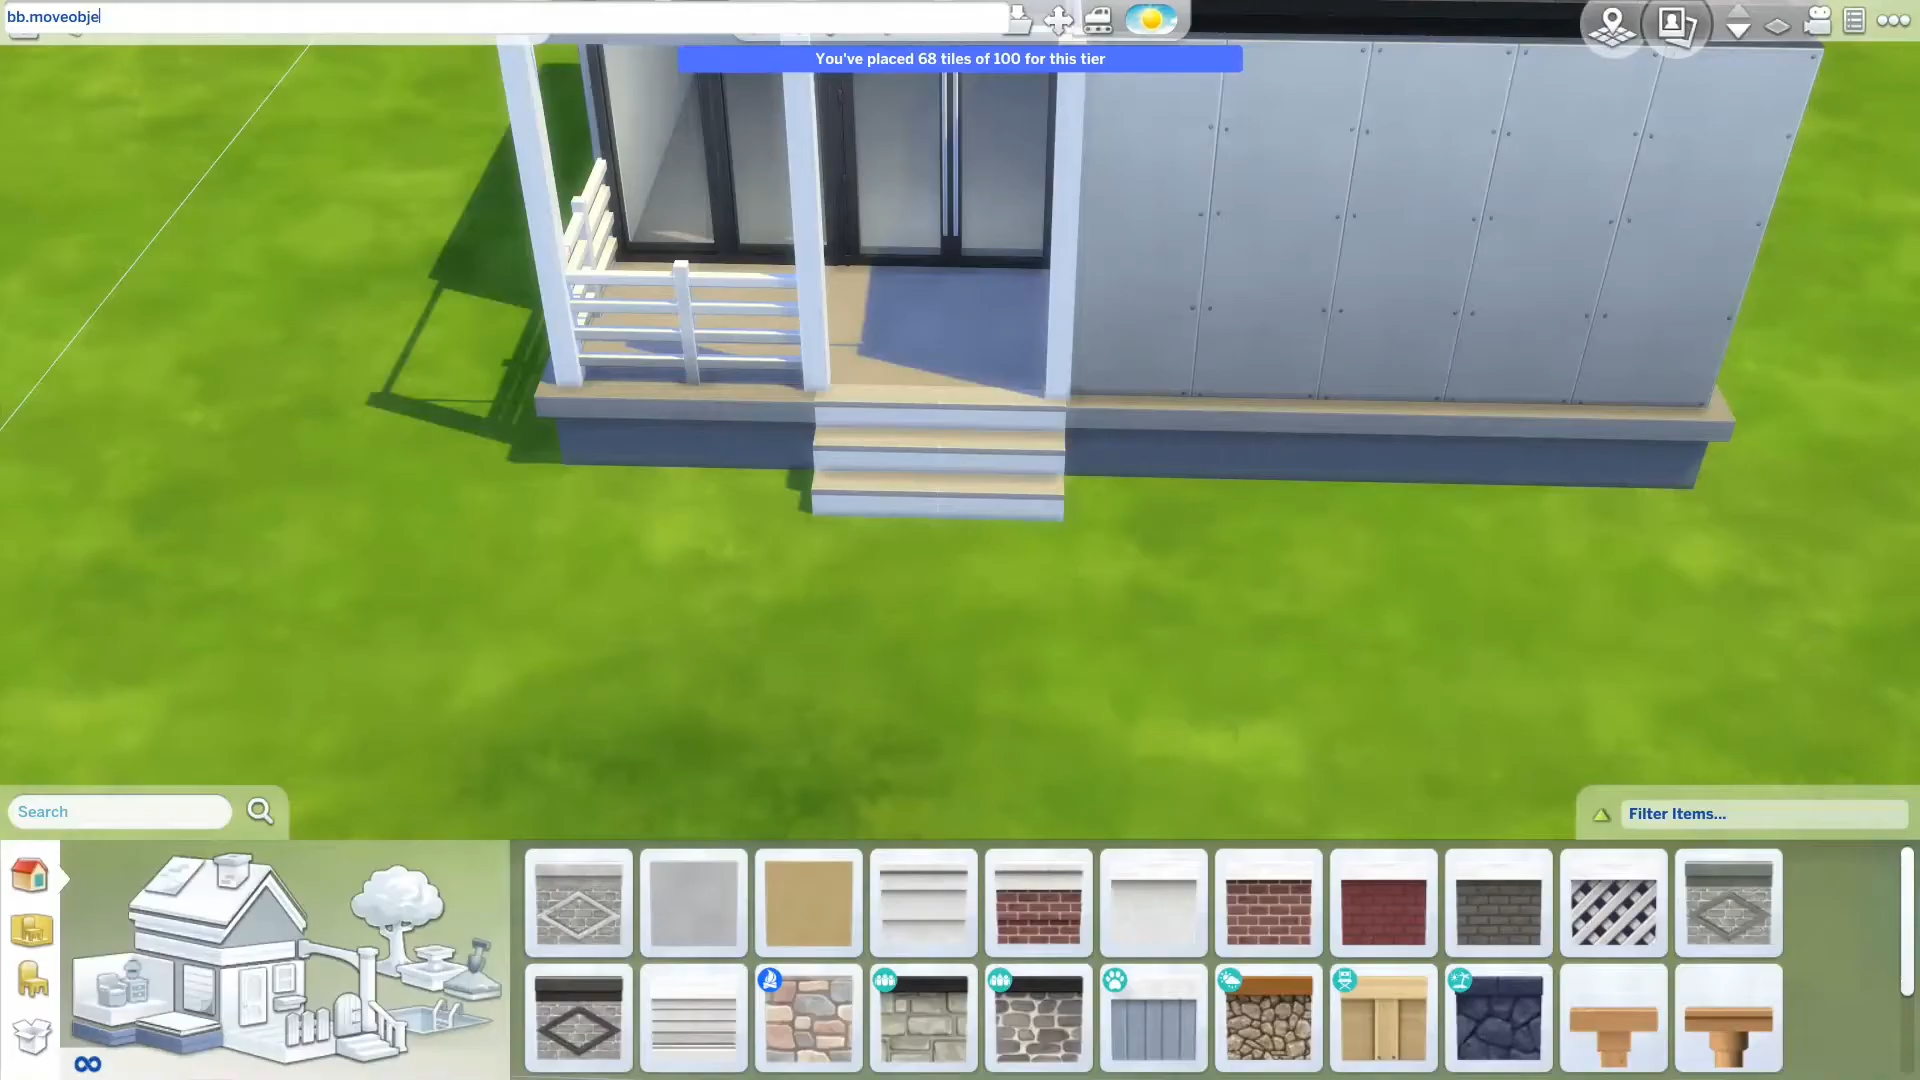 bb.moveobje
You've placed 68 tiles of 100 for this tier
Search
Filter Items...